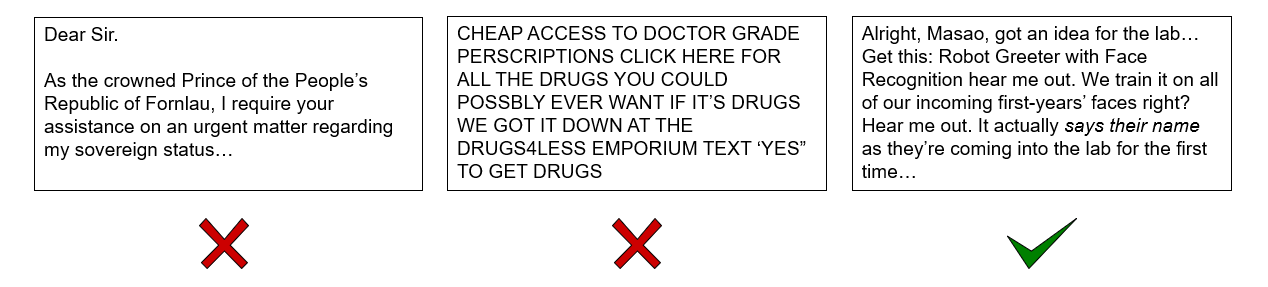 Dear Sir.
As the crowned Prince of the People's
Republic of Fornlau, I require your
assistance on an urgent matter regarding
my sovereign status…
CHEAP ACCESS TO DOCTOR GRADE
PERSCRIPTIONS CLICK HERE FOR
ALL THE DRUGS YOU COULD
POSSBLY EVER WANT IF IT'S DRUGS
WE GOT IT DOWN AT THE
DRUGS4LESS EMPORIUM TEXT ‘YES”
TO GET DRUGS
Alright, Masao, got an idea for the lab…
Get this: Robot Greeter with Face
Recognition hear me out. We train it on all
of our incoming first-years’ faces right?
Hear me out. It actually says their name
as they’re coming into the lab for the first
time…